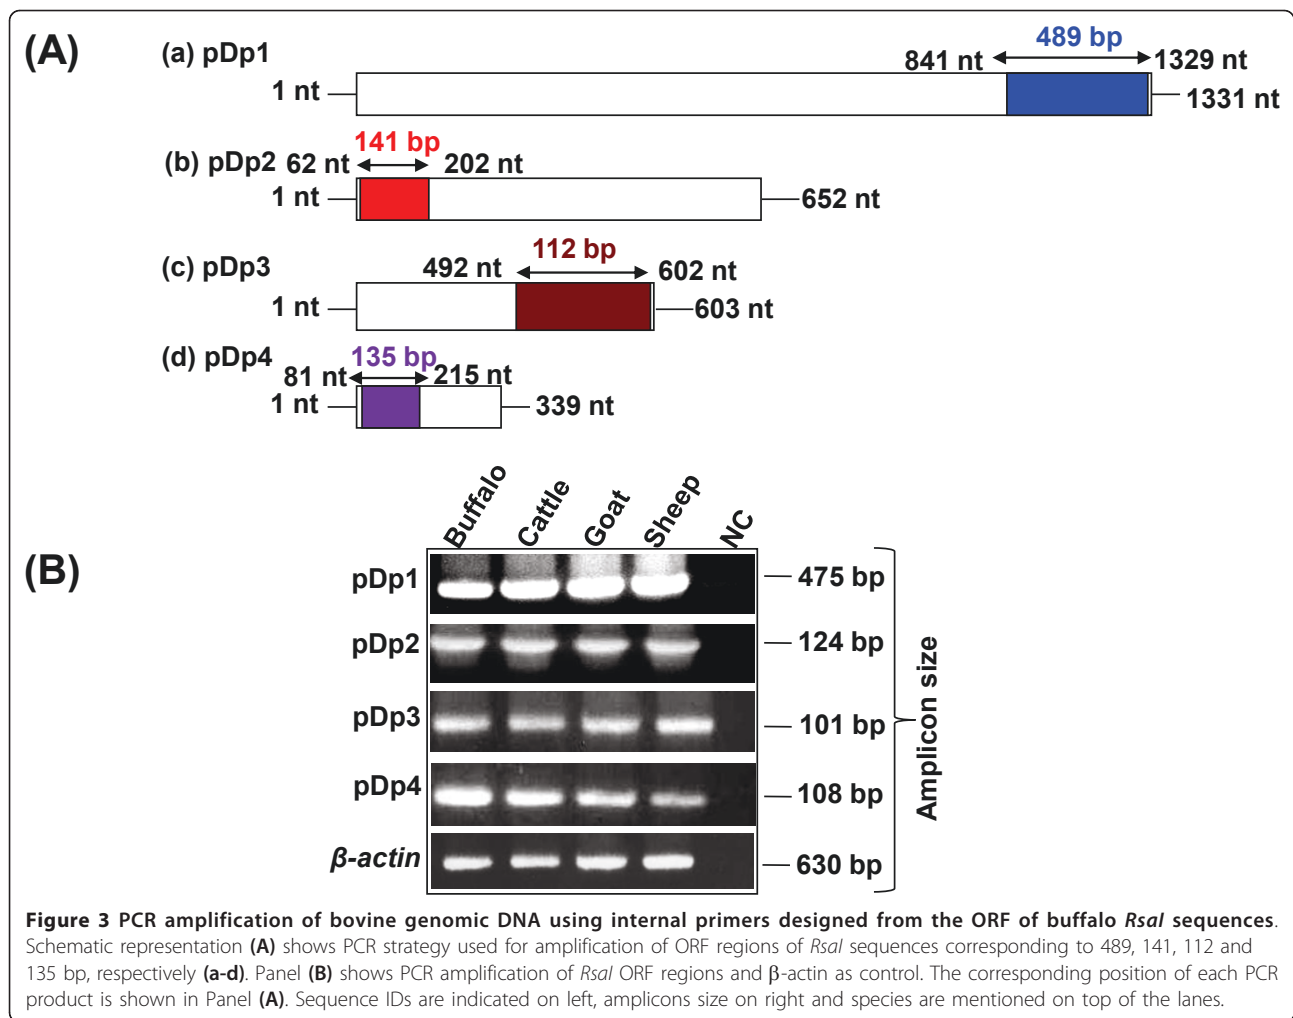 (A)
(a) pDp1
489 bp
841 nt
1329 nt
1 nt
1331 nt
141 bp
(b) pDp2 62 nt
202 nt
1 nt
652 nt
112 bp
(c) pDp3
492 nt
602 nt
1 nt
603 nt
(d) pDp4
135 bp
81 nt
215 nt
1 nt
339 nt
Buffalo
Cattle
Goat
Sheep
NC
(B)
pDp1
475 bp
pDp2
124 bp
pDp3
101 bp
pDp4
108 bp
β-actin
630 bp
Amplicon size
Figure 3 PCR amplification of bovine genomic DNA using internal primers designed from the ORF of buffalo RsaI sequences.
Schematic representation (A) shows PCR strategy used for amplification of ORF regions of RsaI sequences corresponding to 489, 141, 112 and
135 bp, respectively (a-d). Panel (B) shows PCR amplification of RsaI ORF regions and β-actin as control. The corresponding position of each PCR
product is shown in Panel (A). Sequence IDs are indicated on left, amplicons size on right and species are mentioned on top of the lanes.